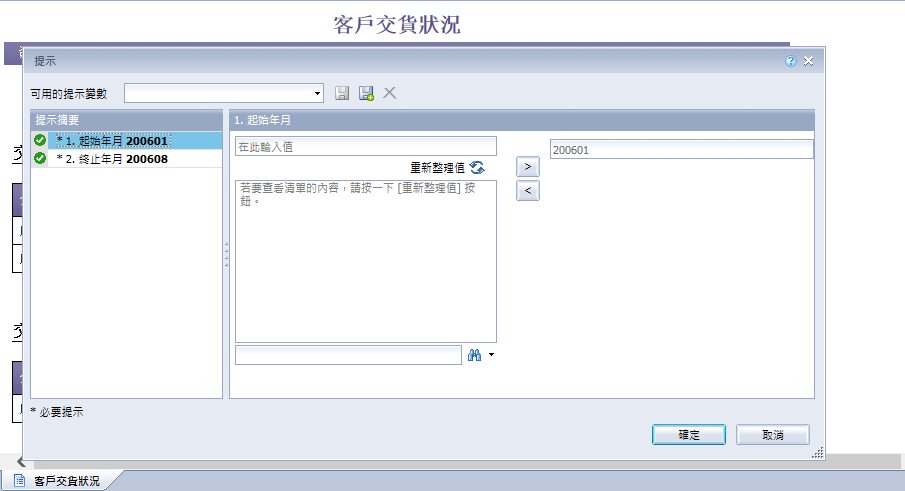 客戶交貨狀況
提示
可用的提示變數
提示摘要
* 1. 起始年月 200601
* 2. 終止年月 200608
1. 起始年月
在此輸入值
重新整理值
若要查看清單的內容，請按一下 [重新整理值] 按
鈕。
>
<
200601
* 必要提示
確定
取消
客戶交貨狀況